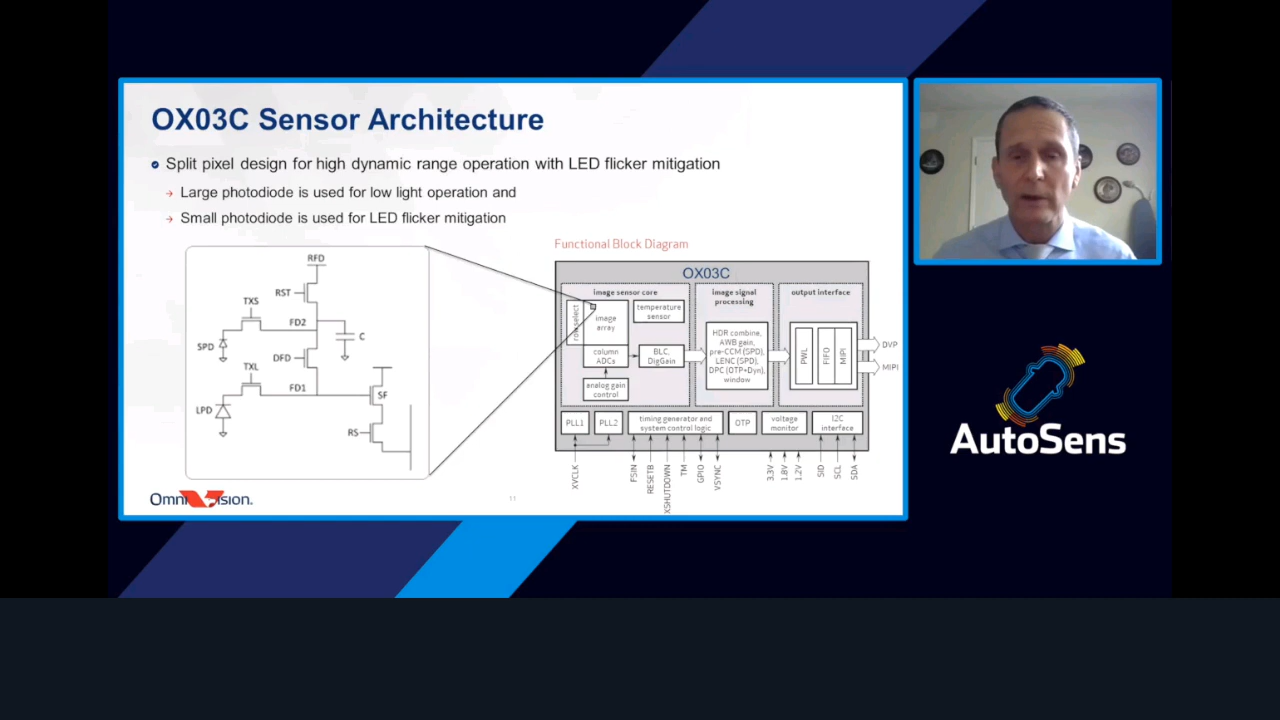 OX03C Sensor Architecture
Split pixel design for high dynamic range operation with LED flicker mitigation
Large photodiode is used for low light operation and
Small photodiode is used for LED flicker mitigation
RFD
RST
TXS
FD2
C
SPD
DFD
TXL
FD1
SF
LPD
RS
Functional Block Diagram
OX03C
image sensor core
row select
image
array
temperature
sensor
column
ADCs
BLC,
DigGain
analog gain
control
image signal
processing
HDR combine,
AWB gain,
pre-CCM (SPD),
LENC (SPD),
DPC (OTP+Dyn),
window
output interface
PWL
FIFO
MIPI
DVP
MIPI
PLL1
PLL2
timing generator and
system control logic
OTP
voltage
monitor
I2C
interface
XVCLK
FSIN
RESETB
XSHUTDOWN
TM
GPIO
VSYNC
3.3V
1.8V
1.2V
SID
SCL
SDA
OmniVision.
11
AutoSens